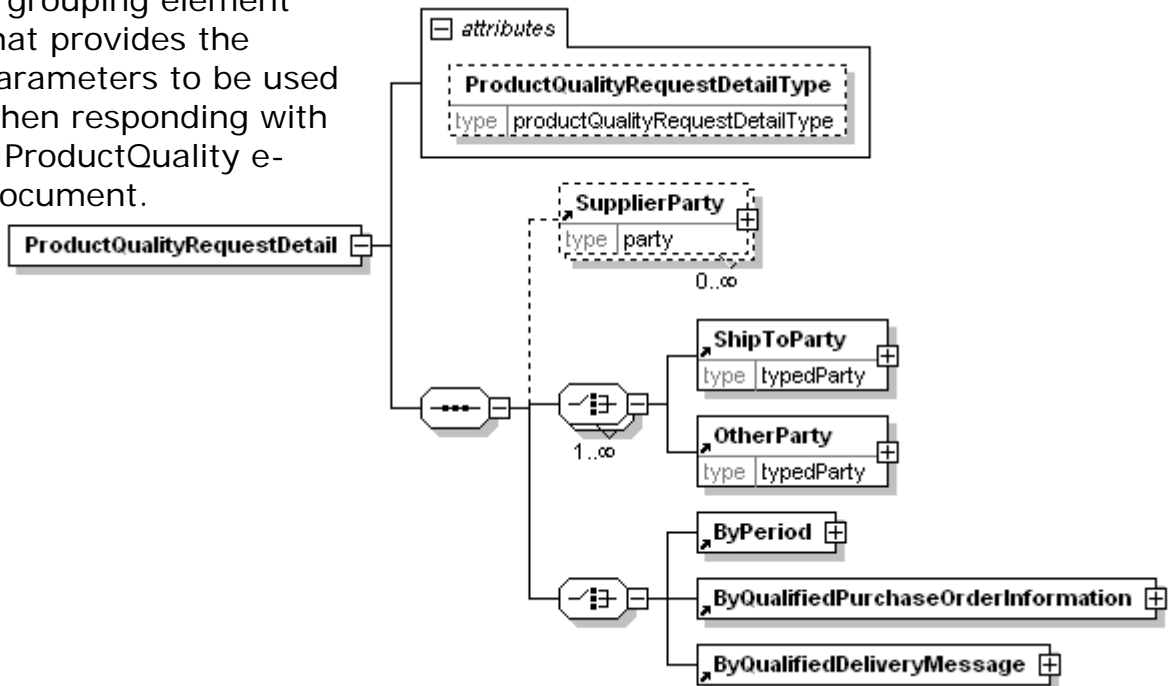 grouping element
hat provides the
arameters to be used
hen responding with
ProductQuality e-
ocument.
attributes
ProductQualityRequestDetailType
type productQualityRequestDetailType
SupplierParty
type party
0..∞
ProductQualityRequestDetail
ShipToParty
type typedParty
1..∞
OtherParty
type typedParty
ByPeriod
ByQualifiedPurchaseOrderInformation
ByQualifiedDeliveryMessage